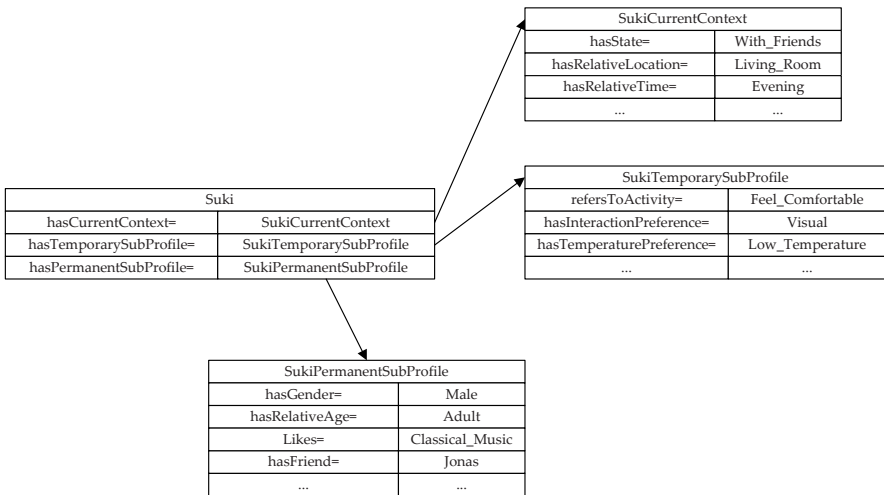 SukiCurrentContext
hasState= With_Friends
hasRelativeLocation= Living_Room
hasRelativeTime= Evening
... ...
SukiTemporarySubProfile
refersToActivity= Feel_Comfortable
hasInteractionPreference= Visual
hasTemperaturePreference= Low_Temperature
... ...
Suki
hasCurrentContext= SukiCurrentContext
hasTemporarySubProfile= SukiTemporarySubProfile
hasPermanentSubProfile= SukiPermanentSubProfile
SukiPermanentSubProfile
hasGender= Male
hasRelativeAge= Adult
Likes= Classical_Music
hasFriend= Jonas
... ...